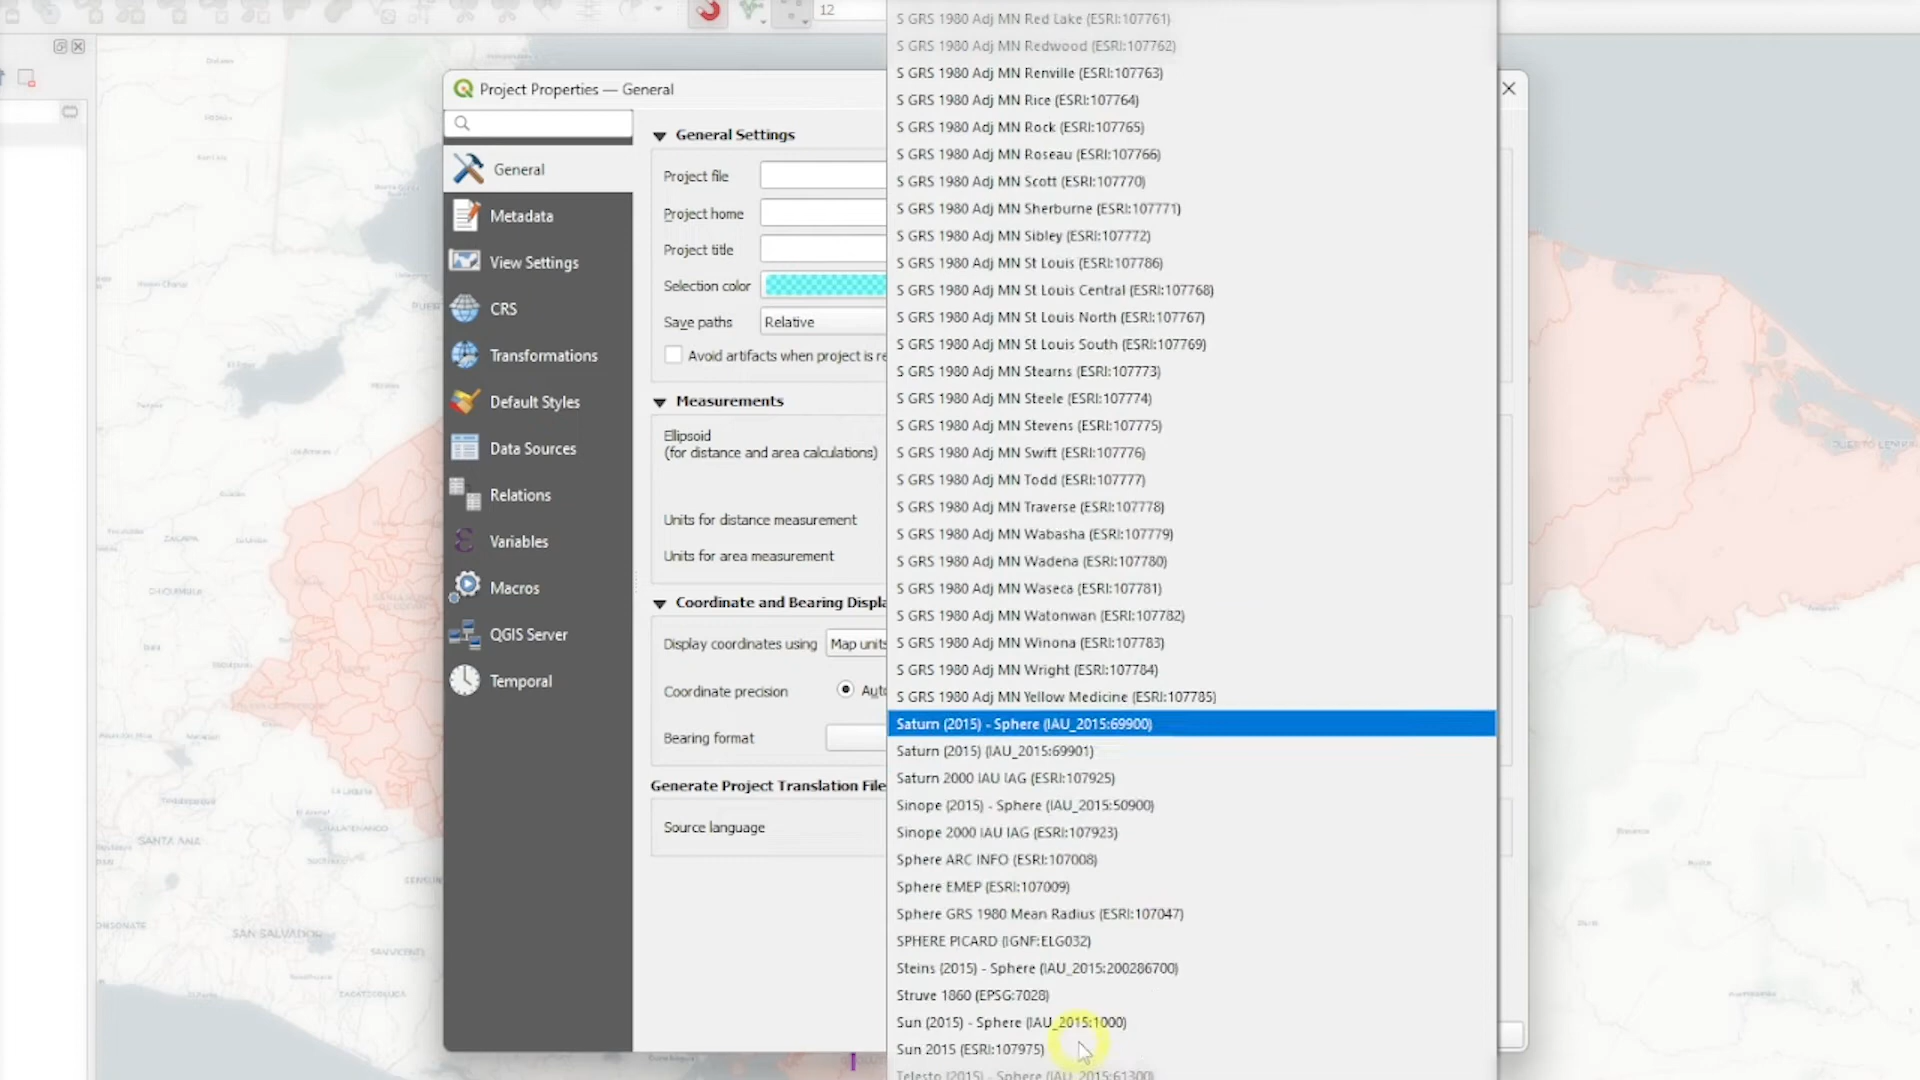 12
Project Properties — General
General
Metadata
View Settings
CRS
Transformations
Default Styles
Data Sources
Relations
Variables
Macros
QGIS Server
Temporal
General Settings
Project file
Project home
Project title
Selection color
Save paths
Relative
Avoid artifacts when project is re
Measurements
Ellipsoid
(for distance and area calculations)
Units for distance measurement
Units for area measurement
Coordinate and Bearing Displa
Display coordinates using
Map units
Coordinate precision
Auto
Bearing format
Generate Project Translation File
Source language
S GRS 1980 Adj MN Red Lake (ESRI:107761)
S GRS 1980 Adj MN Redwood (ESRI:107762)
S GRS 1980 Adj MN Renville (ESRI:107763)
S GRS 1980 Adj MN Rice (ESRI:107764)
S GRS 1980 Adj MN Rock (ESRI:107765)
S GRS 1980 Adj MN Roseau (ESRI:107766)
S GRS 1980 Adj MN Scott (ESRI:107770)
S GRS 1980 Adj MN Sherburne (ESRI:107771)
S GRS 1980 Adj MN Sibley (ESRI:107772)
S GRS 1980 Adj MN St Louis (ESRI:107786)
S GRS 1980 Adj MN St Louis Central (ESRI:107768)
S GRS 1980 Adj MN St Louis North (ESRI:107767)
S GRS 1980 Adj MN St Louis South (ESRI:107769)
S GRS 1980 Adj MN Stearns (ESRI:107773)
S GRS 1980 Adj MN Steele (ESRI:107774)
S GRS 1980 Adj MN Stevens (ESRI:107775)
S GRS 1980 Adj MN Swift (ESRI:107776)
S GRS 1980 Adj MN Todd (ESRI:107777)
S GRS 1980 Adj MN Traverse (ESRI:107778)
S GRS 1980 Adj MN Wabasha (ESRI:107779)
S GRS 1980 Adj MN Wadena (ESRI:107780)
S GRS 1980 Adj MN Waseca (ESRI:107781)
S GRS 1980 Adj MN Watonwan (ESRI:107782)
S GRS 1980 Adj MN Winona (ESRI:107783)
S GRS 1980 Adj MN Wright (ESRI:107784)
S GRS 1980 Adj MN Yellow Medicine (ESRI:107785)
Saturn (2015) - Sphere (IAU_2015:69900)
Saturn (2015) (IAU_2015:69901)
Saturn 2000 IAU IAG (ESRI:107925)
Sinope (2015) - Sphere (IAU_2015:50900)
Sinope 2000 IAU IAG (ESRI:107923)
Sphere ARC INFO (ESRI:107008)
Sphere EMEP (ESRI:107009)
Sphere GRS 1980 Mean Radius (ESRI:107047)
SPHERE PICARD (IGNF:ELG032)
Steins (2015) - Sphere (IAU_2015:200286700)
Struve 1860 (EPSG:7028)
Sun (2015) - Sphere (IAU_2015:1000)
Sun 2015 (ESRI:107975)
Telesto (2015) - Sphere (IAU_2015:61300)
ZACAPA
CHIQUIMULA
SANTA ANA
SAN SALVADOR
PUERTO LEMPIRA